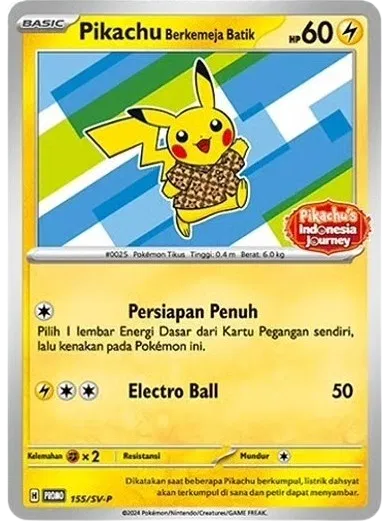 BASIC
Pikachu Berkemeja Batik HP 60
Pikachu's
Indonesia
Journey
#0025 Pokémon Tikus Tinggi: 0.4 m Berat: 6.0 kg
Persiapan Penuh
Pilih 1 lembar Energi Dasar dari Kartu Pegangan sendiri,
lalu kenakan pada Pokémon ini.
Electro Ball 50
Kelemahan ×2 Resistansi Mundur
H PROMO 155/SV-P
Dikatakan saat beberapa Pikachu berkumpul, listrik dahsyat
akan terkumpul di sana dan petir dapat menyambar.
©2024 Pokémon/Nintendo/Creatures/GAME FREAK.